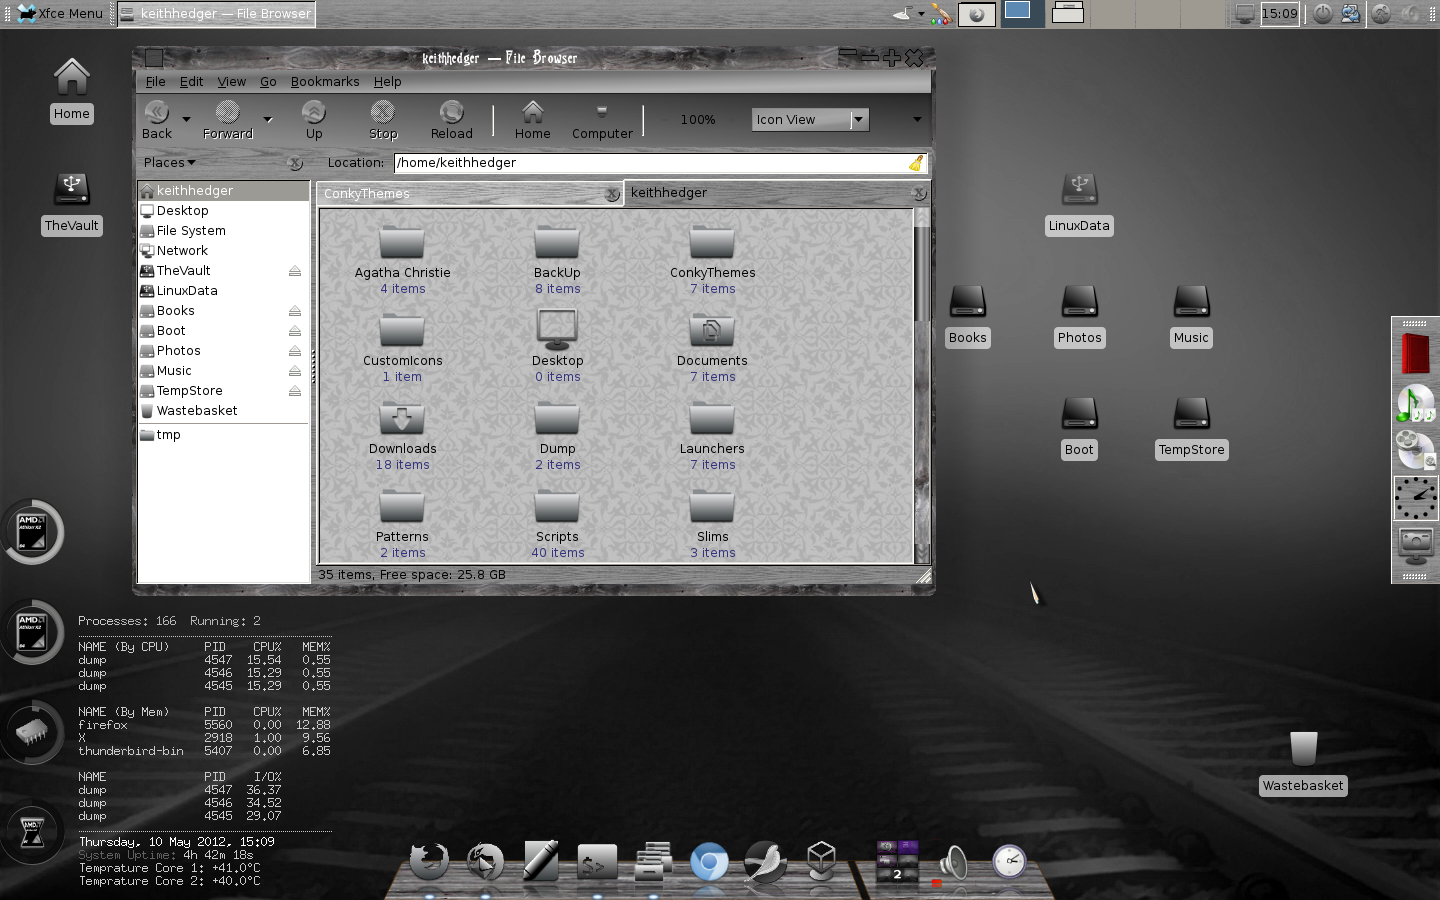 Xfce Menu
keithhedger — File Browser
15:09
Home
TheVault
keithhedger — File Browser
File Edit View Go Bookmarks Help
Back Forward Up Stop Reload Home Computer 100% Icon View
Places Location: /home/keithhedger
keithhedger
Desktop
File System
Network
TheVault
LinuxData
Books
Boot
Photos
Music
TempStore
Wastebasket
tmp
ConkyThemes keithhedger
Agatha Christie BackUp ConkyThemes
4 items 8 items 7 items
CustomIcons Desktop Documents
1 item 0 items 7 items
Downloads Dump Launchers
18 items 2 items 7 items
Patterns Scripts Slims
2 items 40 items 3 items
35 items, Free space: 25.8 GB
LinuxData
Books Photos Music
Boot TempStore
Wastebasket
AMD
AMD
Processes: 166 Running: 2
NAME (By CPU) PID CPU% MEM%
dump 4547 15.54 0.55
dump 4546 15.29 0.55
dump 4545 15.29 0.55
NAME (By Mem) PID CPU% MEM%
firefox 5560 0.00 12.88
X 2918 1.00 9.56
thunderbird-bin 5407 0.00 6.85
NAME PID I/O%
dump 4547 36.37
dump 4546 34.52
dump 4545 29.07
Thursday, 10 May 2012, 15:09
System Uptime: 4h 42m 18s
Temprature Core 1: +41.0°C
Temprature Core 2: +40.0°C
2